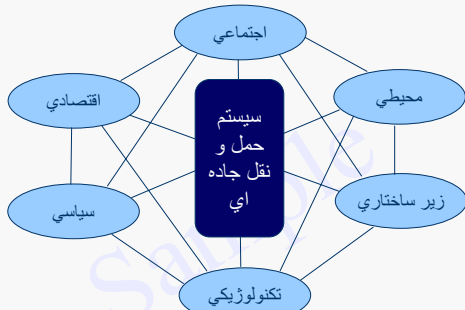 اجتماعي
محيطي
اقتصادي
سيستم
حمل و
نقل جاده
اي
زير ساختاري
سياسي
تكنولوژيكي
Sample